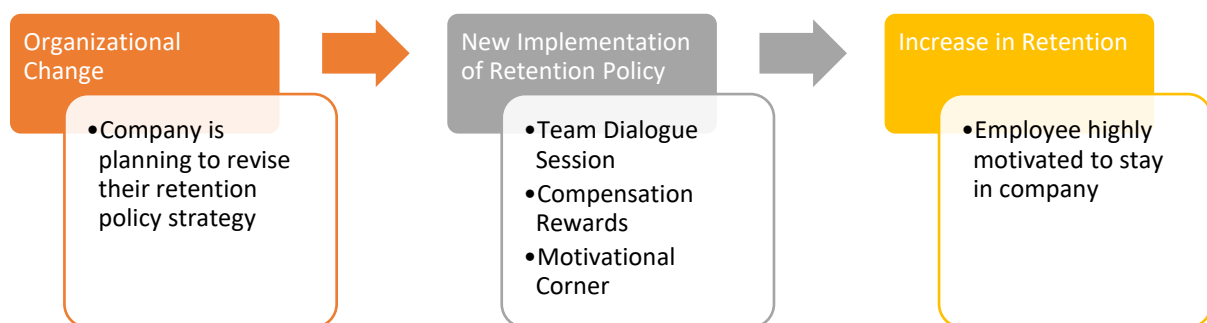 Organizational
Change
•Company is
planning to revise
their retention
policy strategy
New Implementation
of Retention Policy
•Team Dialogue
Session
•Compensation
Rewards
•Motivational
Corner
Increase in Retention
•Employee highly
motivated to stay
in company